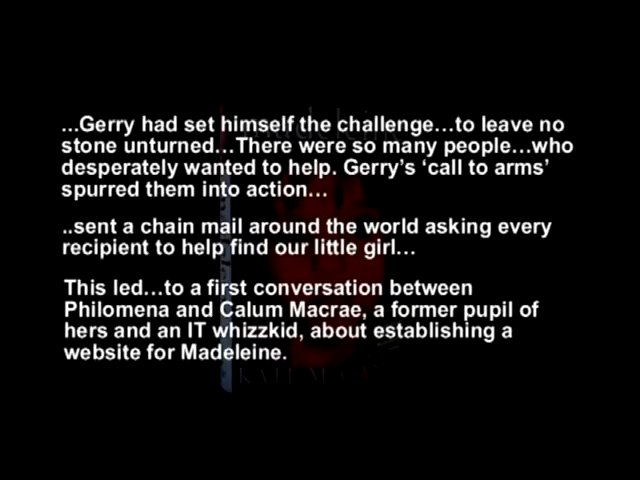 madeleine
...Gerry had set himself the challenge...to leave no
stone unturned...There were so many people...who
desperately wanted to help. Gerry's ‘call to arms’
spurred them into action...
..sent a chain mail around the world asking every
recipient to help find our little girl...
This led...to a first conversation between
Philomena and Calum Macrae, a former pupil of
hers and an IT whizzkid, about establishing a
website for Madeleine.